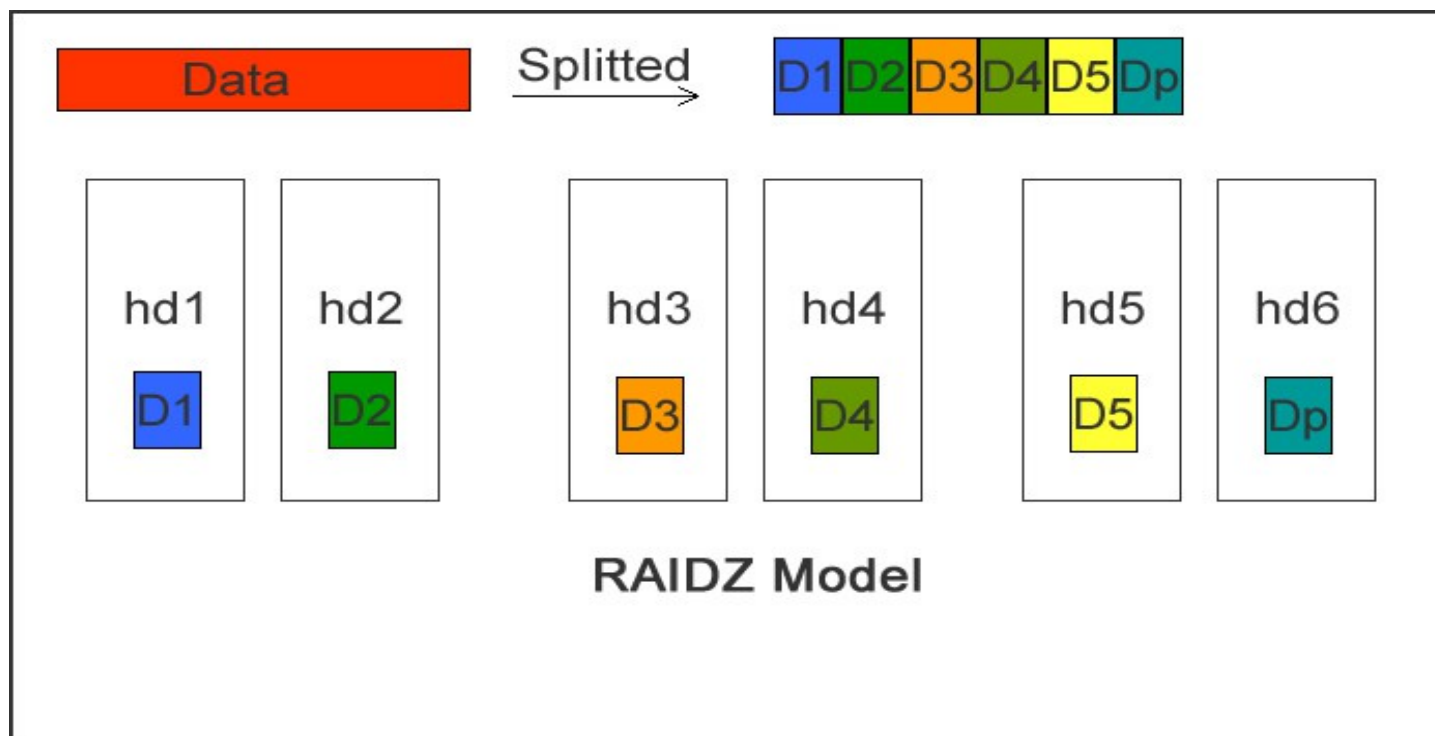 Data Splitted D1 D2 D3 D4 D5 Dp
hd1 hd2 hd3 hd4 hd5 hd6
D1 D2 D3 D4 D5 Dp
RAIDZ Model